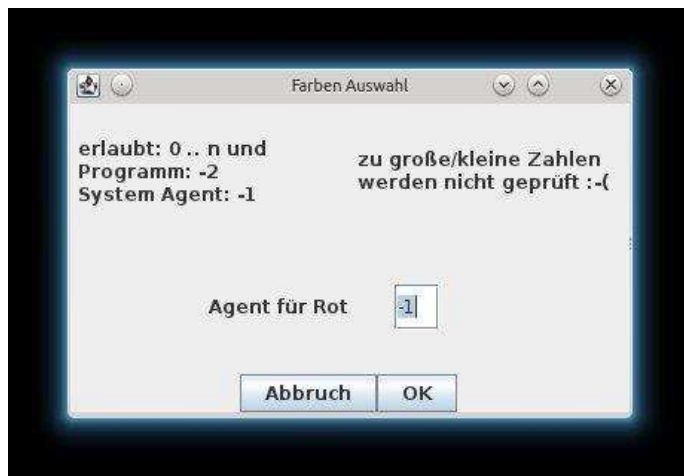 Farben Auswahl
erlaubt: 0 .. n und
Programm: -2
System Agent: -1
zu große/kleine Zahlen
werden nicht geprüft :-(
Agent für Rot
-1
Abbruch
OK